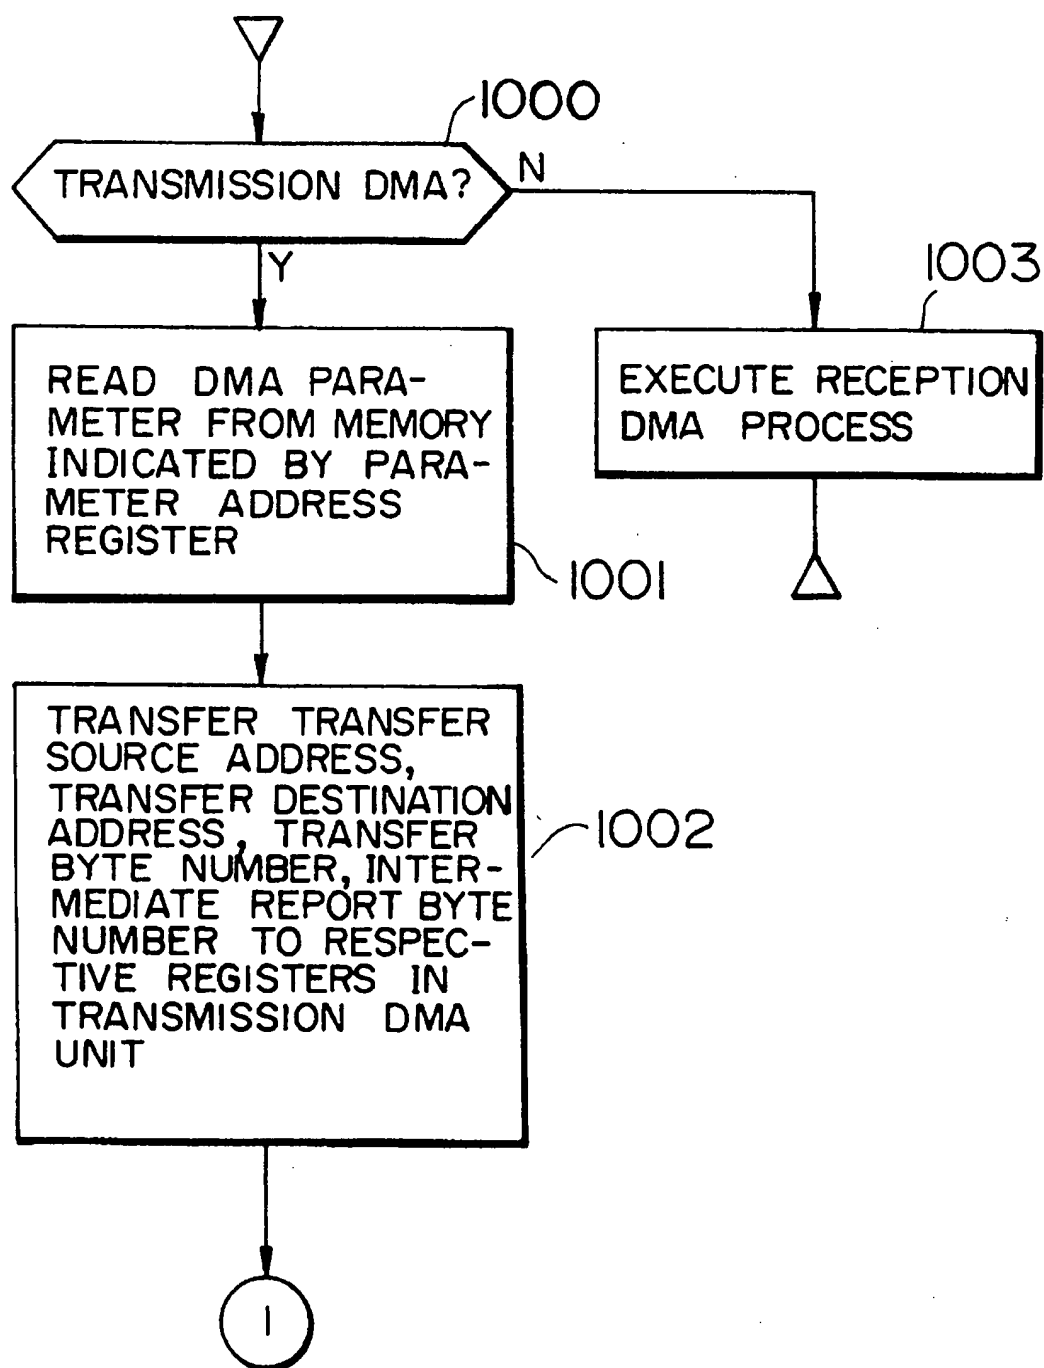 1000
TRANSMISSION DMA?
N
Y
1003
READ DMA PARA-
METER FROM MEMORY
INDICATED BY PARA-
METER ADDRESS
REGISTER
EXECUTE RECEPTION
DMA PROCESS
1001
TRANSFER TRANSFER
SOURCE ADDRESS,
TRANSFER DESTINATION
ADDRESS, TRANSFER
BYTE NUMBER, INTER-
MEDIATE REPORT BYTE
NUMBER TO RESPEC-
TIVE REGISTERS IN
TRANSMISSION DMA
UNIT
1002
1